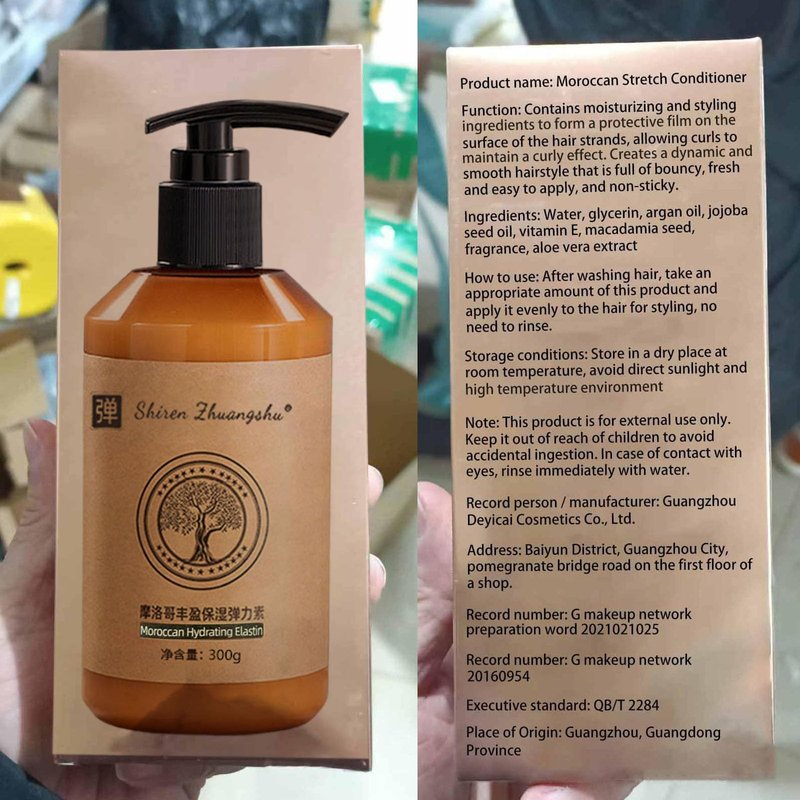 弹 Shiren Zhuangshu®
摩洛哥丰盈保湿弹力素
Moroccan Hydrating Elastin
净含量：300g
Product name: Moroccan Stretch Conditioner
Function: Contains moisturizing and styling
ingredients to form a protective film on the
surface of the hair strands, allowing curls to
maintain a curly effect. Creates a dynamic and
smooth hairstyle that is full of bouncy, fresh
and easy to apply, and non-sticky.
Ingredients: Water, glycerin, argan oil, jojoba
seed oil, vitamin E, macadamia seed,
fragrance, aloe vera extract
How to use: After washing hair, take an
appropriate amount of this product and
apply it evenly to the hair for styling, no
need to rinse.
Storage conditions: Store in a dry place at
room temperature, avoid direct sunlight and
high temperature environment
Note: This product is for external use only.
Keep it out of reach of children to avoid
accidental ingestion. In case of contact with
eyes, rinse immediately with water.
Record person / manufacturer: Guangzhou
Deyicai Cosmetics Co., Ltd.
Address: Baiyun District, Guangzhou City,
pomegranate bridge road on the first floor of
a shop.
Record number: G makeup network
preparation word 2021021025
Record number: G makeup network
20160954
Executive standard: QB/T 2284
Place of Origin: Guangzhou, Guangdong
Province